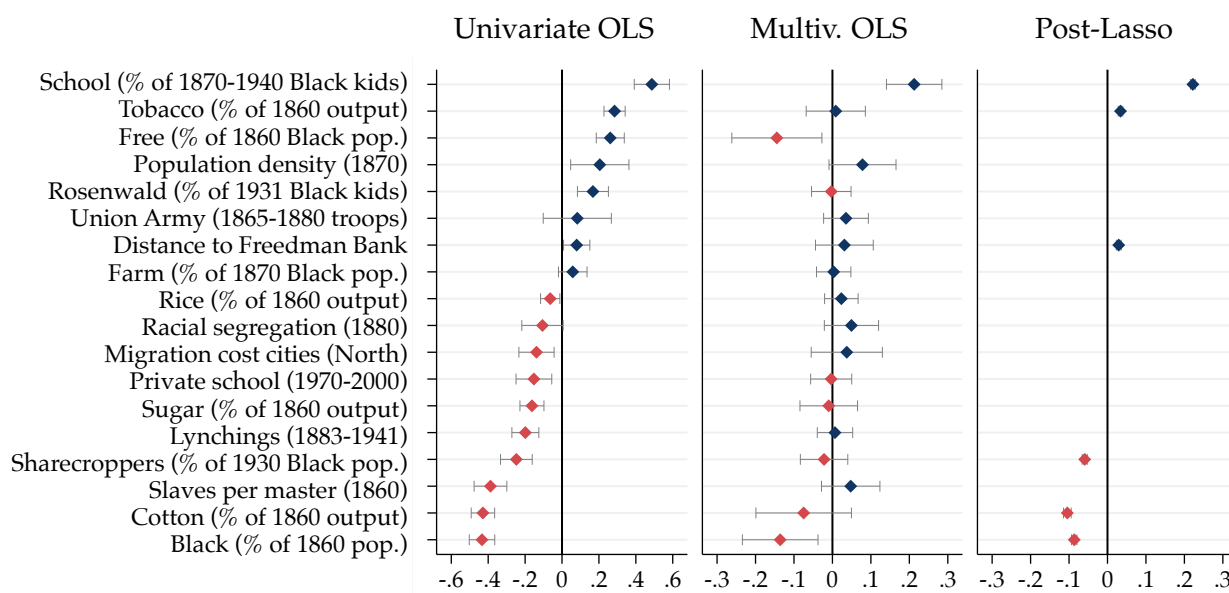 Univariate OLS Multiv. OLS Post-Lasso
School (% of 1870-1940 Black kids)
Tobacco (% of 1860 output)
Free (% of 1860 Black pop.)
Population density (1870)
Rosenwald (% of 1931 Black kids)
Union Army (1865-1880 troops)
Distance to Freedman Bank
Farm (% of 1870 Black pop.)
Rice (% of 1860 output)
Racial segregation (1880)
Migration cost cities (North)
Private school (1970-2000)
Sugar (% of 1860 output)
Lynchings (1883-1941)
Sharecroppers (% of 1930 Black pop.)
Slaves per master (1860)
Cotton (% of 1860 output)
Black (% of 1860 pop.)
-.6 -.4 -.2 0 .2 .4 .6 -.3 -.2 -.1 0 .1 .2 .3 -.3 -.2 -.1 0 .1 .2 .3